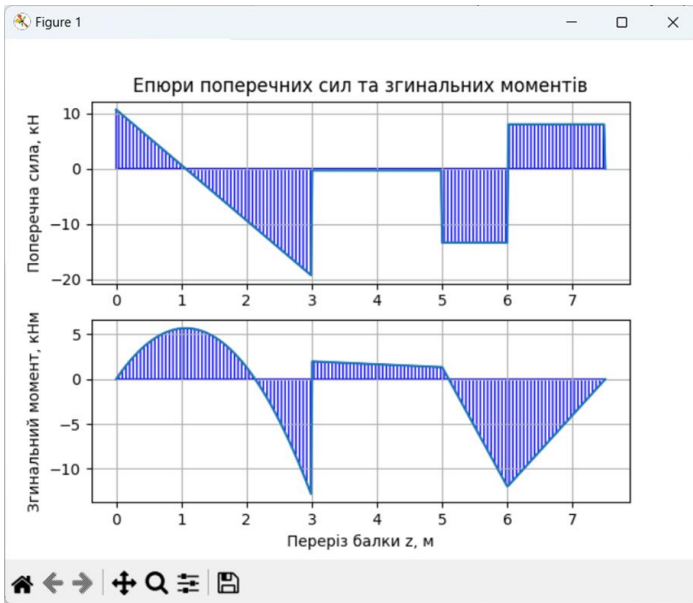 Figure 1
Епюри поперечних сил та згинальних моментів
Поперечна сила, кН
10
0
−10
−20
0 1 2 3 4 5 6 7
Згинальний момент, кНм
5
0
−5
−10
0 1 2 3 4 5 6 7
Переріз балки z, м